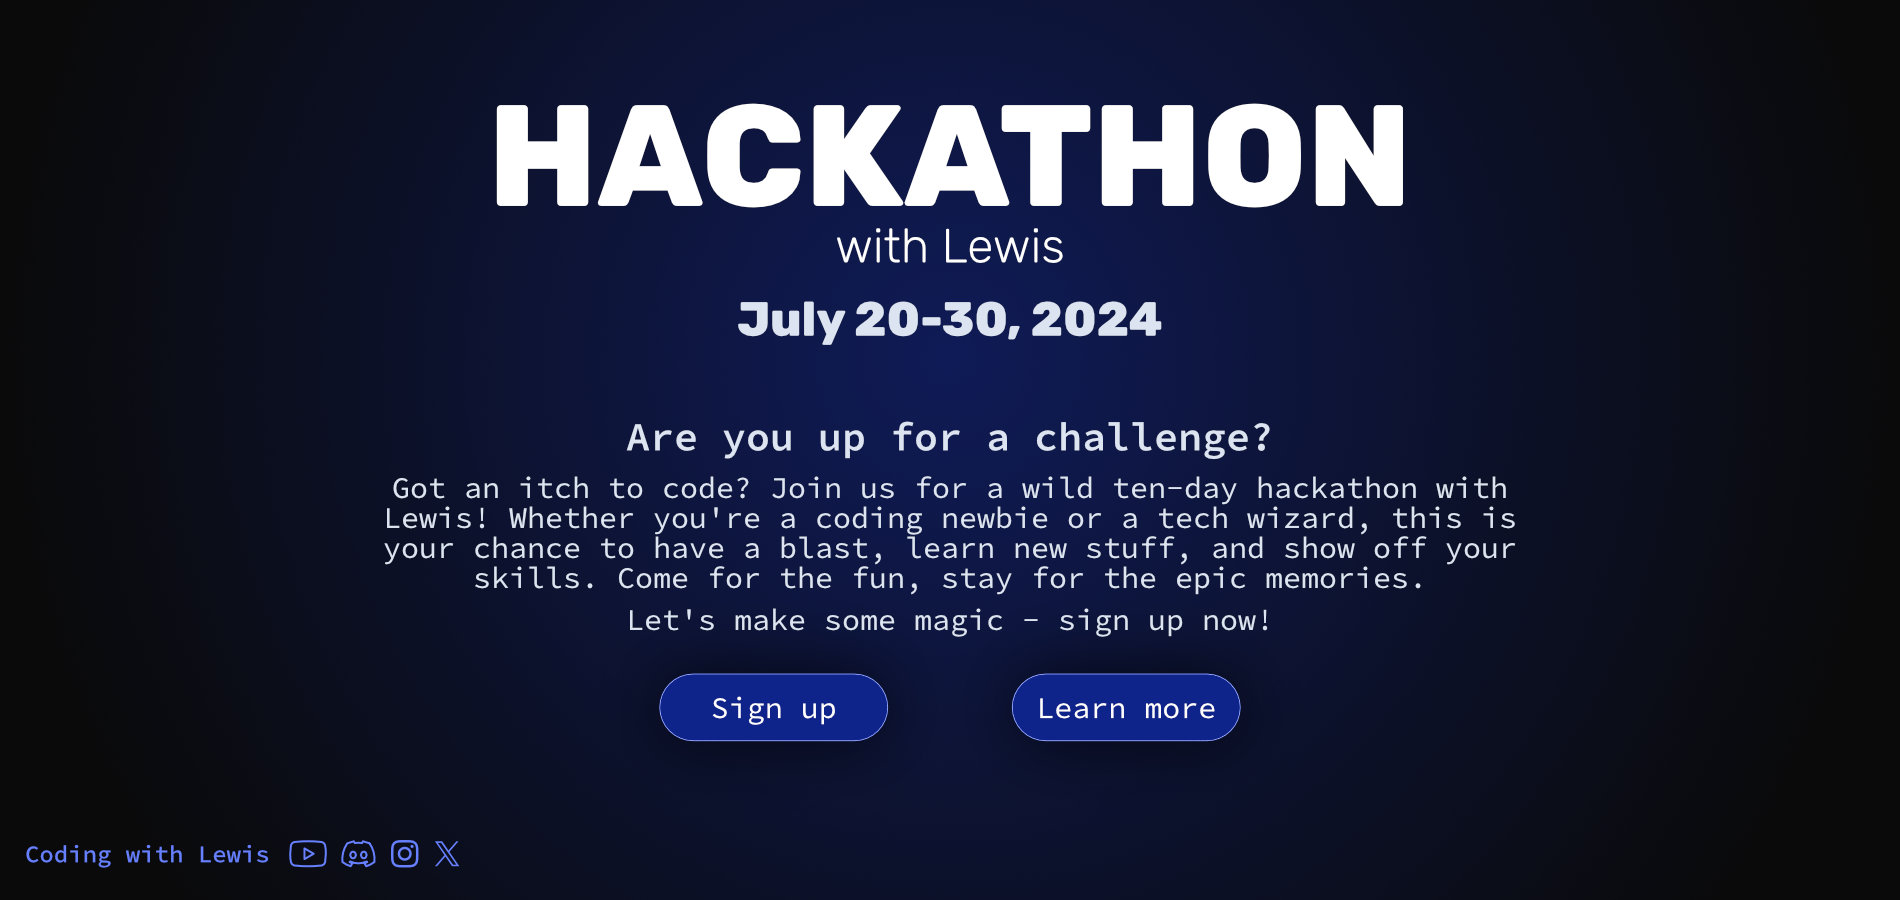 HACKATHON
with Lewis
July 20-30, 2024
Are you up for a challenge?
Got an itch to code? Join us for a wild ten-day hackathon with
Lewis! Whether you're a coding newbie or a tech wizard, this is
your chance to have a blast, learn new stuff, and show off your
skills. Come for the fun, stay for the epic memories.
Let's make some magic - sign up now!
Sign up
Learn more
Coding with Lewis